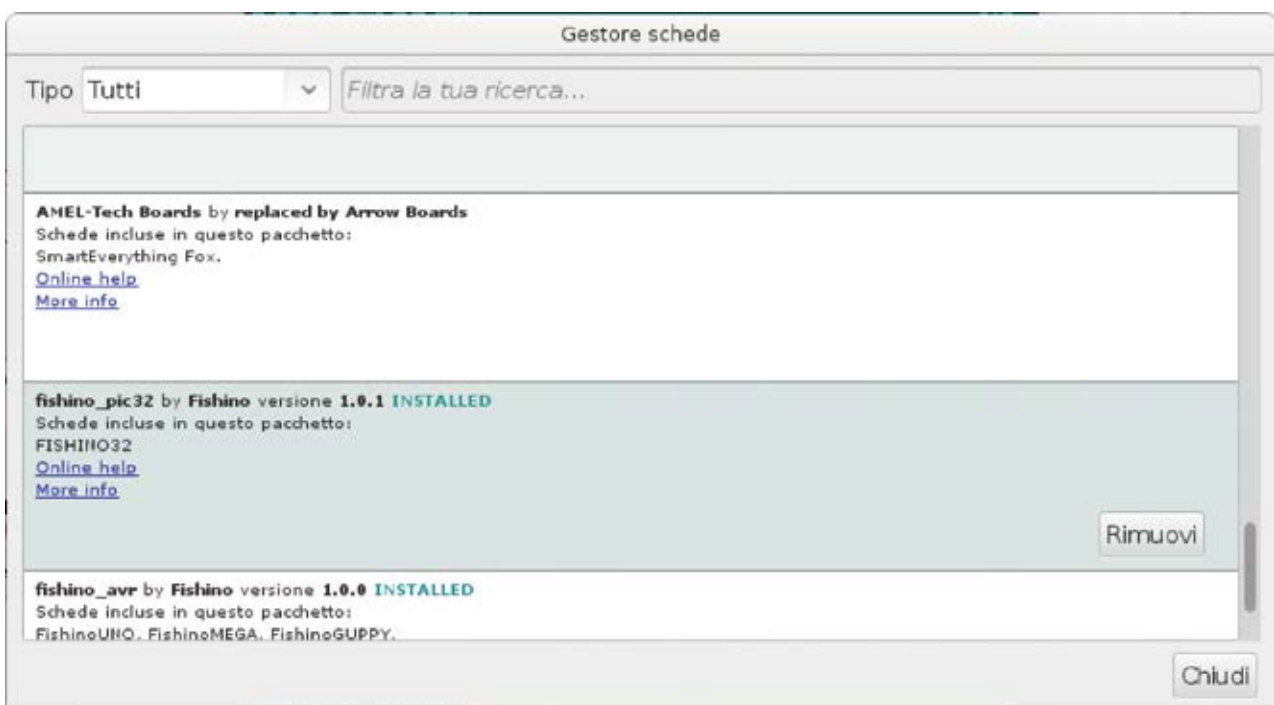 Gestore schede
Tipo Tutti Filtra la tua ricerca...
AMEL-Tech Boards by replaced by Arrow Boards
Schede incluse in questo pacchetto:
SmartEverything Fox.
Online help
More info
fishino_pic32 by Fishino versione 1.0.1 INSTALLED
Schede incluse in questo pacchetto:
FISHINO32
Online help
More info
Rimuovi
fishino_avr by Fishino versione 1.0.0 INSTALLED
Schede incluse in questo pacchetto:
FishinoUNO, FishinoMEGA, FishinoGUPPY.
Chiudi